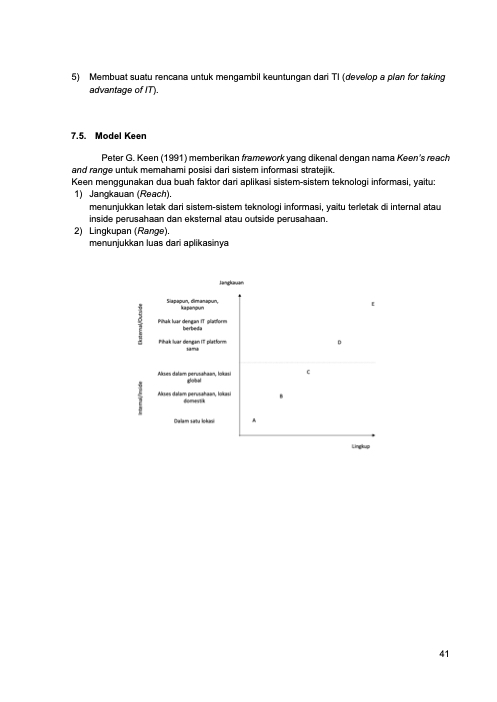 5) Membuat suatu rencana untuk mengambil keuntungan dari TI (develop a plan for taking
advantage of IT).
7.5. Model Keen
Peter G. Keen (1991) memberikan framework yang dikenal dengan nama Keen's reach
and range untuk memahami posisi dari sistem informasi stratejik.
Keen menggunakan dua buah faktor dari aplikasi sistem-sistem teknologi informasi, yaitu:
1) Jangkauan (Reach).
menunjukkan letak dari sistem-sistem teknologi informasi, yaitu terletak di internal atau
inside perusahaan dan eksternal atau outside perusahaan.
2) Lingkupan (Range).
menunjukkan luas dari aplikasinya
Jangkauan
Eksternal/Outside
Siapapun, dimanapun,
kapanpun
E
Pihak luar dengan IT platform
berbeda
Pihak luar dengan IT platform
sama
D
Internal/Inside
Akses dalam perusahaan, lokasi
global
C
Akses dalam perusahaan, lokasi
domestik
B
Dalam satu lokasi
A
Lingkup
41